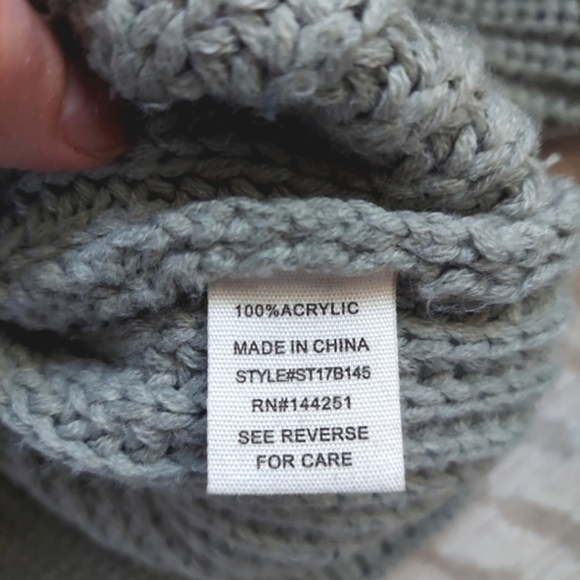 100%ACRYLIC
MADE IN CHINA
STYLE#ST17B145
RN#144251
SEE REVERSE
FOR CARE